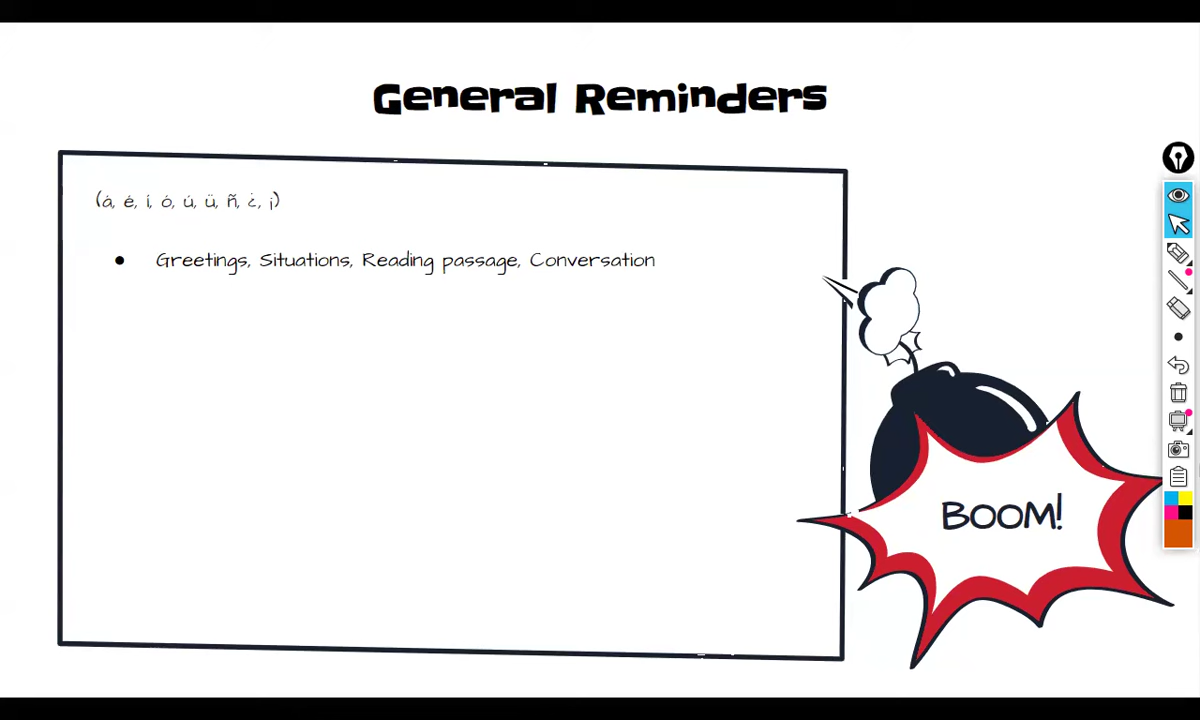 General Reminders
(á, é, í, ó, ú, ü, ñ, ¿, ¡)
● Greetings, Situations, Reading passage, Conversation
BOOM!